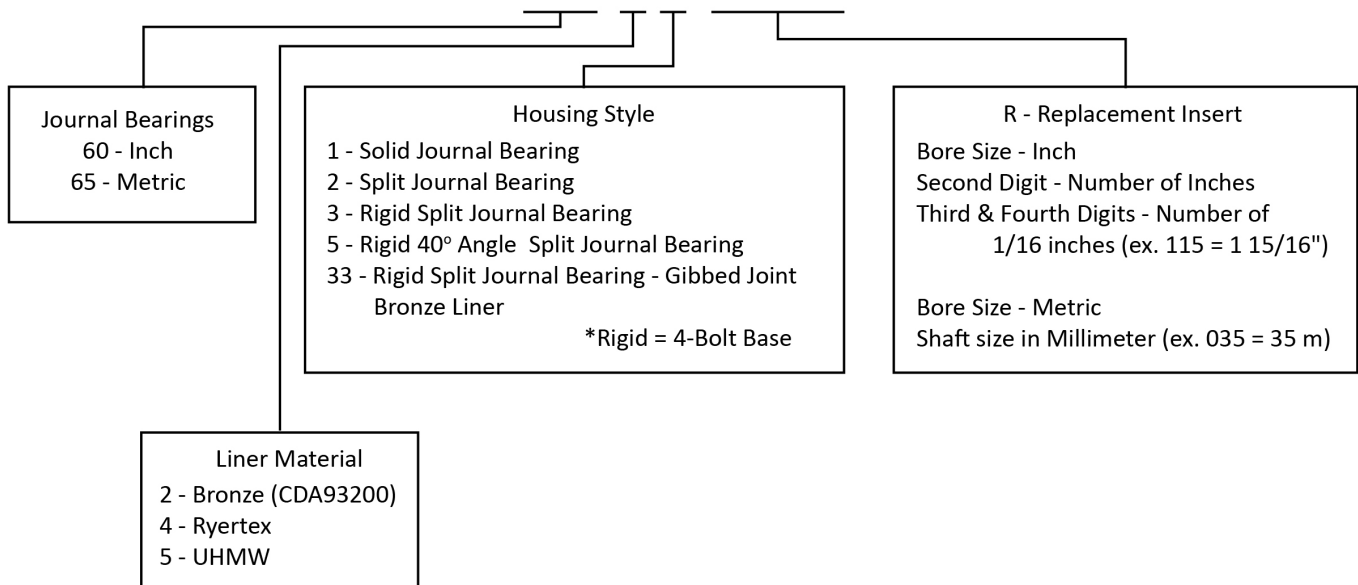 Journal Bearings
60 - Inch
65 - Metric
Housing Style
1 - Solid Journal Bearing
2 - Split Journal Bearing
3 - Rigid Split Journal Bearing
5 - Rigid 40° Angle  Split Journal Bearing
33 - Rigid Split Journal Bearing - Gibbed Joint
Bronze Liner
*Rigid = 4-Bolt Base
R - Replacement Insert
Bore Size - Inch
Second Digit - Number of Inches
Third & Fourth Digits - Number of
1/16 inches (ex. 115 = 1 15/16")
Bore Size - Metric
Shaft size in Millimeter (ex. 035 = 35 m)
Liner Material
2 - Bronze (CDA93200)
4 - Ryertex
5 - UHMW